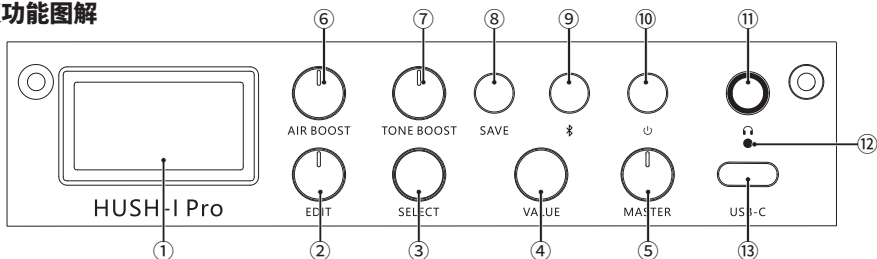 功能图解
⑥ ⑦ ⑧ ⑨ ⑩ ⑪
AIR BOOST TONE BOOST SAVE
⑫
HUSH-I Pro EDIT SELECT VALUE MASTER USB-C
① ② ③ ④ ⑤ ⑬